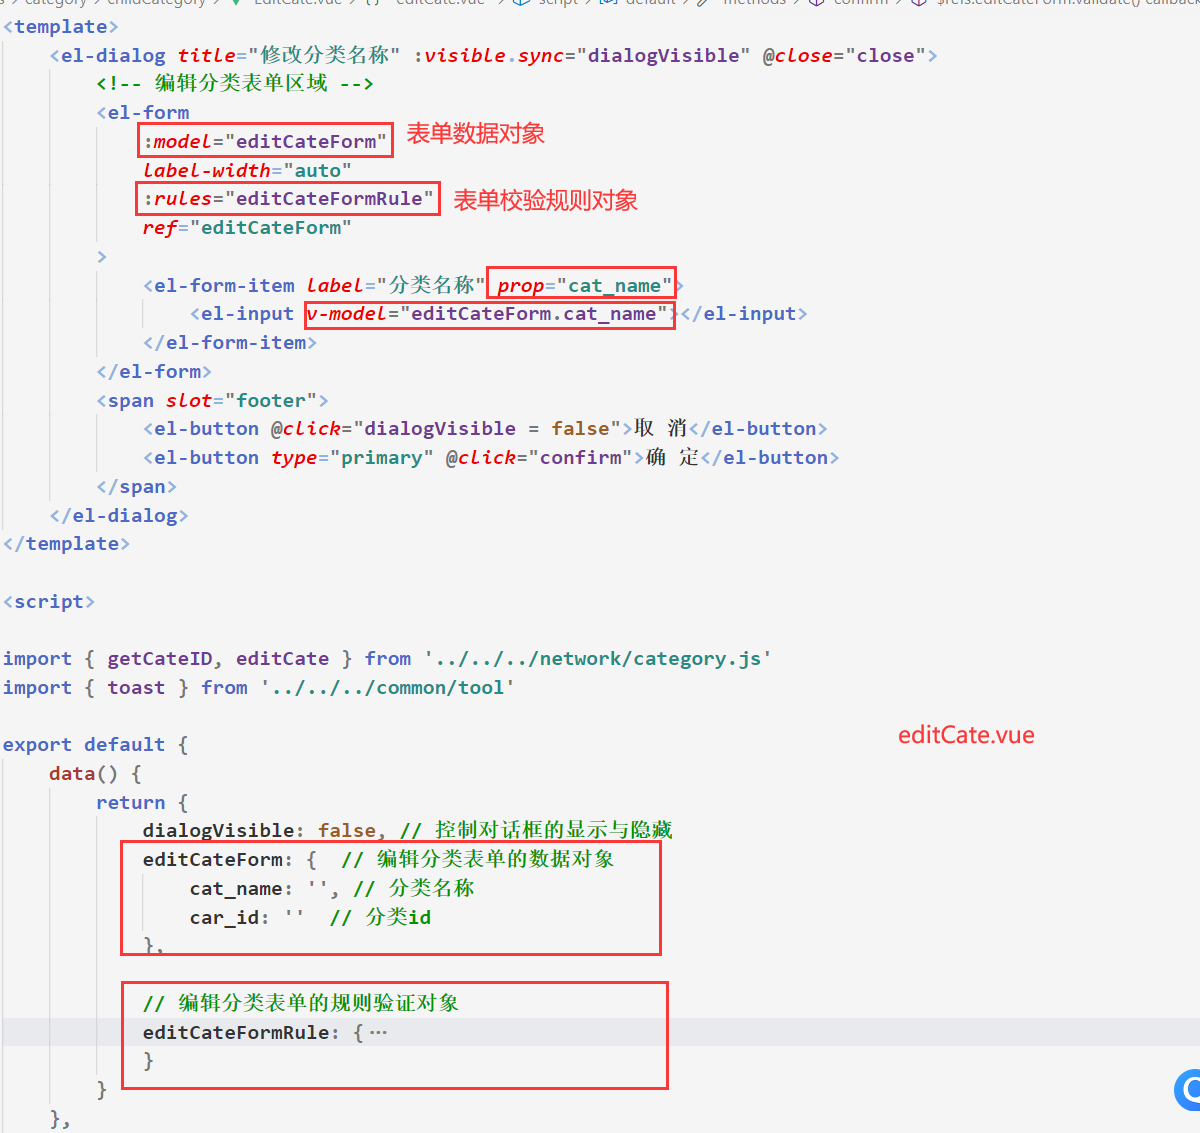 category > childCategory > EditCate.vue > {} "editCate.vue" > script > default > methods > confirm > $refs.editCateForm.validate() callback
<template>
<el-dialog title="修改分类名称" :visible.sync="dialogVisible" @close="close">
<!-- 编辑分类表单区域 -->
<el-form
:model="editCateForm" 表单数据对象
label-width="auto"
:rules="editCateFormRule" 表单校验规则对象
ref="editCateForm"
>
<el-form-item label="分类名称" prop="cat_name">
<el-input v-model="editCateForm.cat_name"></el-input>
</el-form-item>
</el-form>
<span slot="footer">
<el-button @click="dialogVisible = false">取 消</el-button>
<el-button type="primary" @click="confirm">确 定</el-button>
</span>
</el-dialog>
</template>
<script>
import { getCateID, editCate } from '../../../network/category.js'
import { toast } from '../../../common/tool'
export default {
editCate.vue
data() {
return {
dialogVisible: false, // 控制对话框的显示与隐藏
editCateForm: { // 编辑分类表单的数据对象
cat_name: '', // 分类名称
car_id: '' // 分类id
},
// 编辑分类表单的规则验证对象
editCateFormRule: {⋯
}
}
},